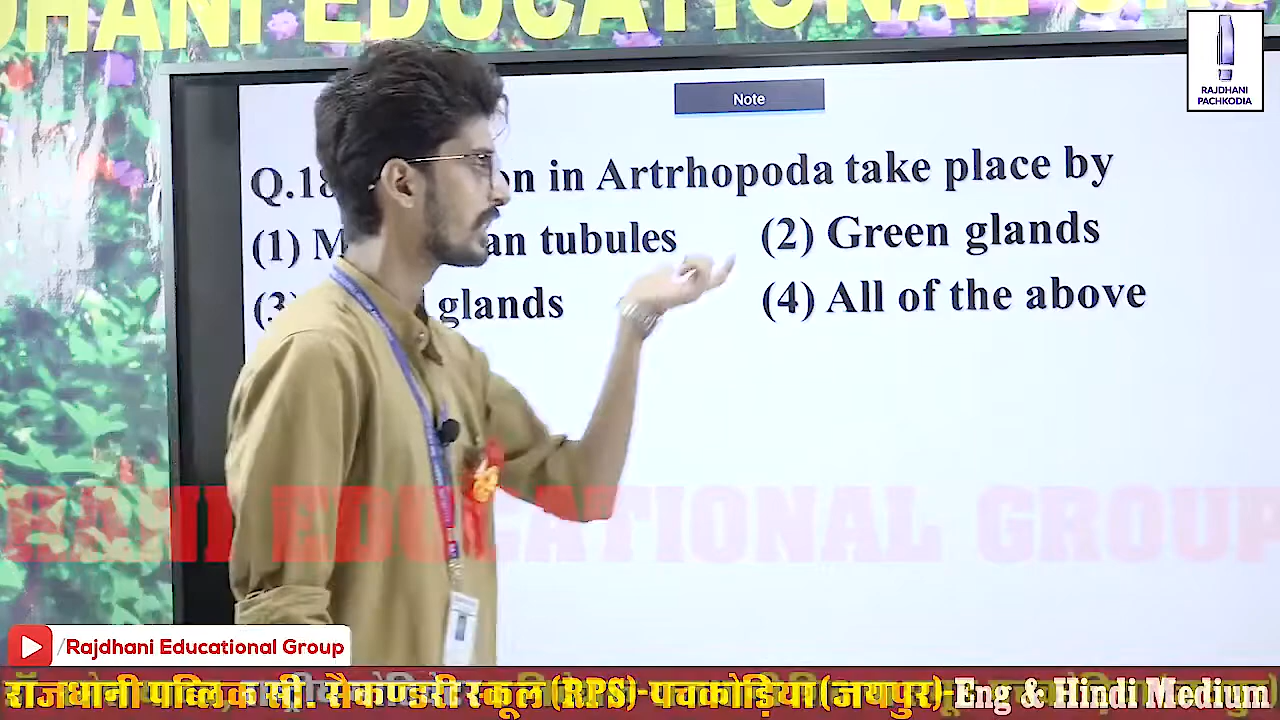 DHANI EDUCATIONAL
RAJDHANI
PACHKODIA
Note
Q.18 on in Artrhopoda take place by
(1) M an tubules (2) Green glands
(3) glands (4) All of the above
HANI EDUCATIONAL GROUP
/Rajdhani Educational Group
राजधानी पब्लिक सी. सैकण्डरी स्कूल (RPS)- पचकोड़िया (जयपुर)- Eng & Hindi Medium